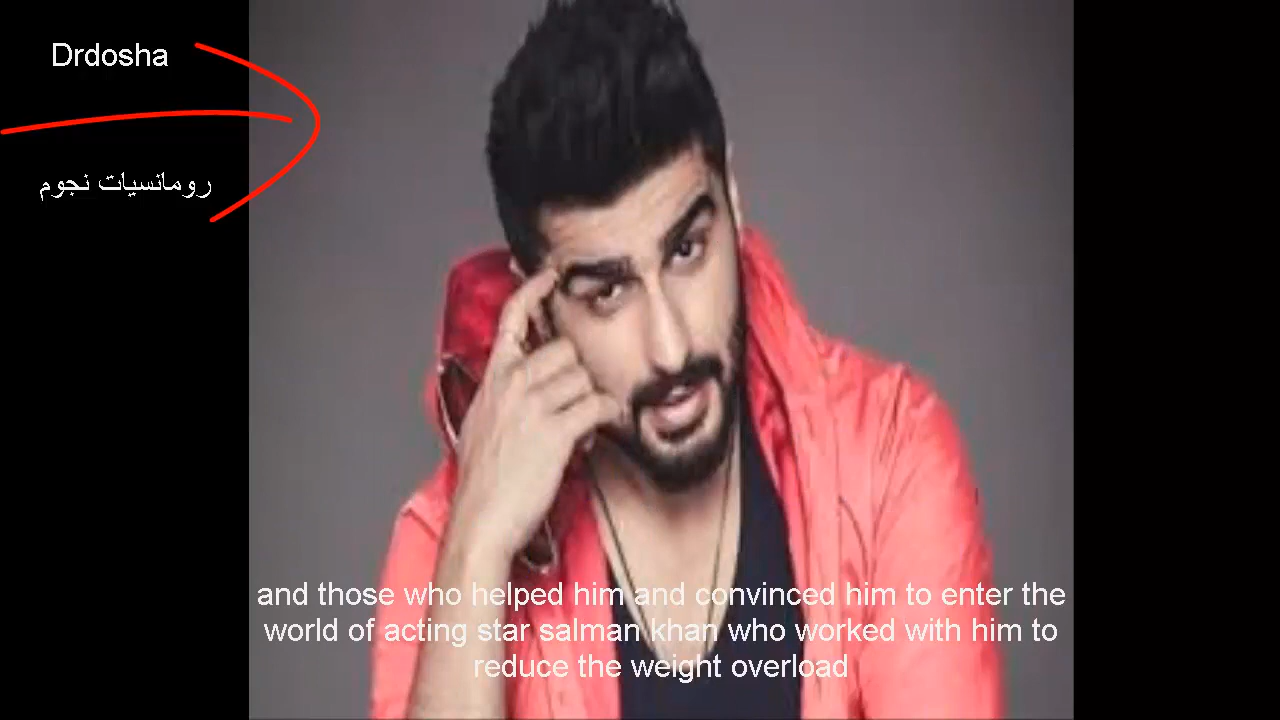 Drdosha
رومانسيات نجوم
and those who helped him and convinced him to enter the
world of acting star salman khan who worked with him to
reduce the weight overload